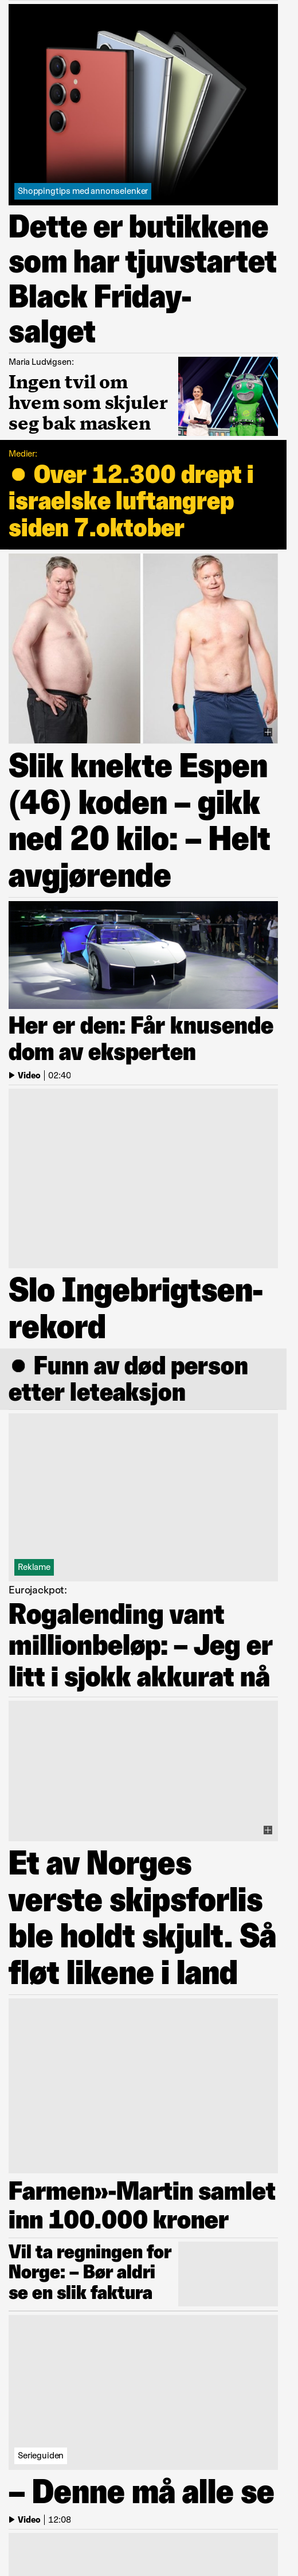 Shoppingtips med annonselenker
Dette er butikkene
som har tjuvstartet
Black Friday-
salget
Maria Ludvigsen:
Ingen tvil om
hvem som skjuler
seg bak masken
Medier:
● Over 12.300 drept i
israelske luftangrep
siden 7.oktober
Slik knekte Espen
(46) koden – gikk
ned 20 kilo: – Helt
avgjørende
Her er den: Får knusende
dom av eksperten
Video | 02:40
Slo Ingebrigtsen-
rekord
● Funn av død person
etter leteaksjon
Reklame
Eurojackpot:
Rogalending vant
millionbeløp: – Jeg er
litt i sjokk akkurat nå
Et av Norges
verste skipsforlis
ble holdt skjult. Så
fløt likene i land
Farmen»-Martin samlet
inn 100.000 kroner
Vil ta regningen for
Norge: – Bør aldri
se en slik faktura
Serieguiden
– Denne må alle se
Video | 12:08